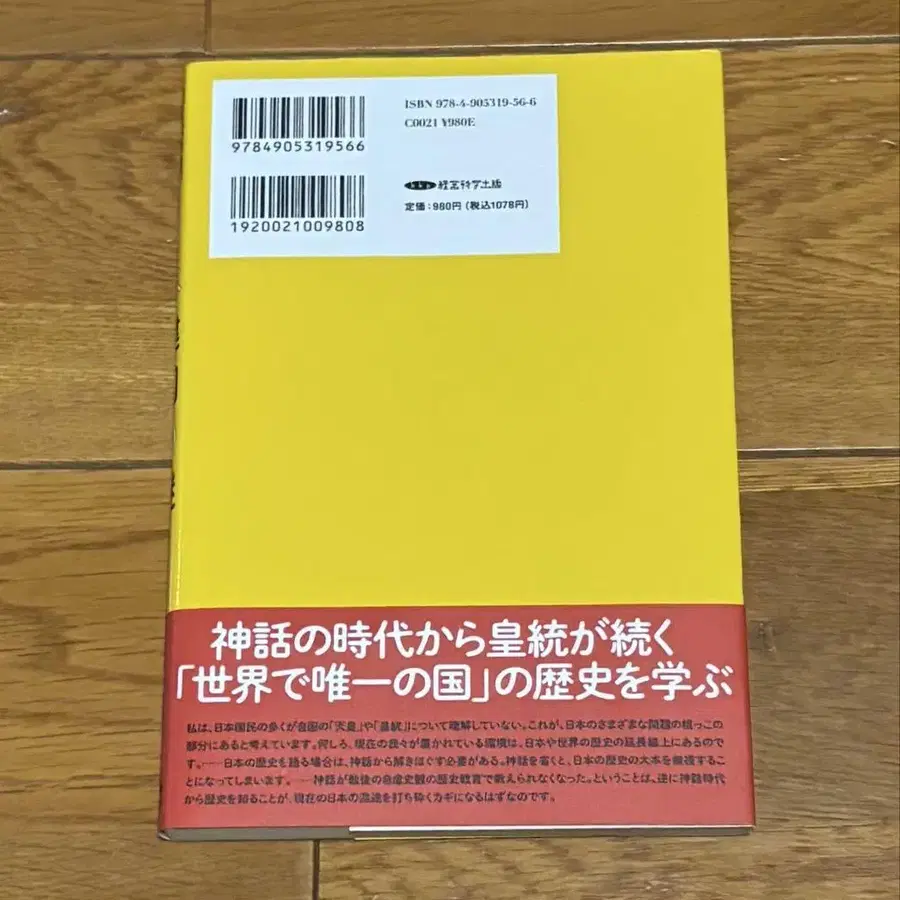 ISBN 978-4-905319-56-6
C0021 ¥980E
9784905319566
経営科学出版
定価：980円（税込1078円）
1920021009808
神話の時代から皇統が続く
「世界で唯一の国」の歴史を学ぶ
私は、日本国民の多くが自国の「天皇」や「皇統」について理解していない。これが、日本のさまざまな問題の根っこの
部分にあると考えています。何しろ、現在の我々が置かれている環境は、日本や世界の歴史の延長線上にあるので
す。……日本の歴史を語る場合は、神話から解きほぐす必要がある。神話を省くと、日本の歴史の大本を無視すること
になってしまいます。……神話が戦後の自虐史観の歴史教育で教えられなくなった。ということは、逆に神話時代
から歴史を知ることが、現在の日本の混迷を打ち砕くカギになるはずなのです。